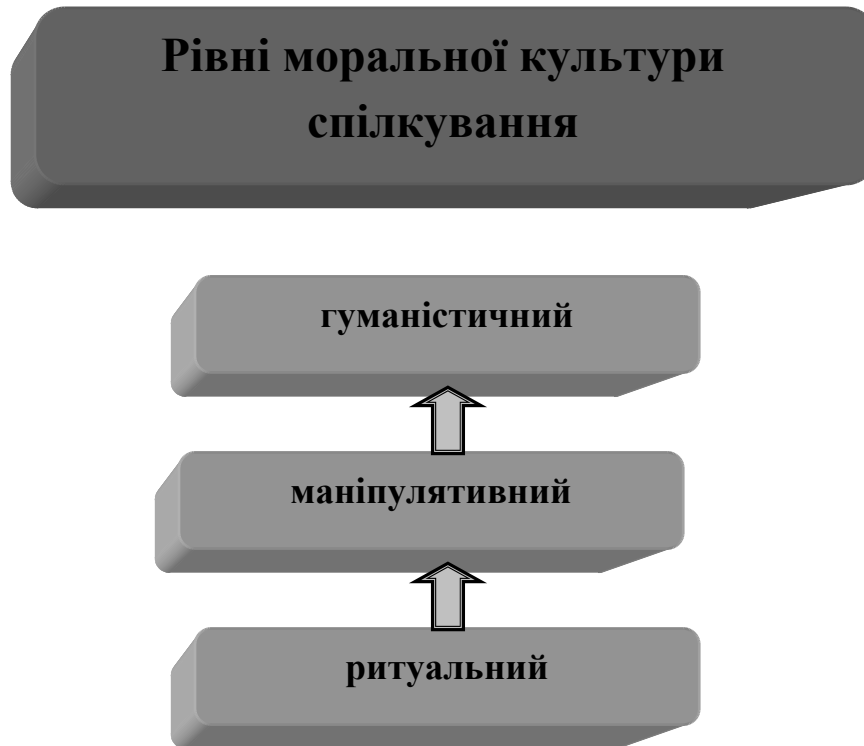 Рівні моральної культури
спілкування
гуманістичний
маніпулятивний
ритуальний